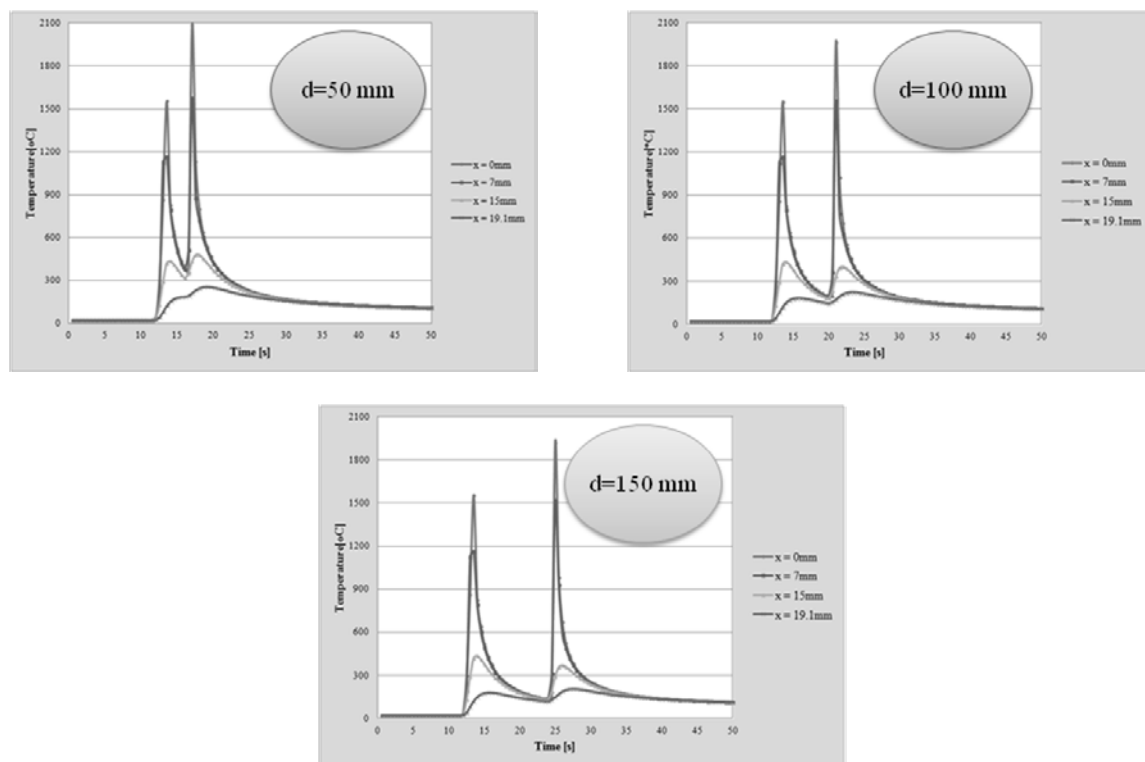 2100
1800
1500
1200
900
600
300
0
Temperature[oC]
0 5 10 15 20 25 30 35 40 45 50
Time [s]
d=50 mm
x = 0mm
x = 7mm
x = 15mm
x = 19.1mm
2100
1800
1500
1200
900
600
300
0
Temperature[*C]
0 5 10 15 20 25 30 35 40 45 50
Time [s]
d=100 mm
x = 0mm
x = 7mm
x = 15mm
x = 19.1mm
2100
1800
1500
1200
900
600
300
0
Temperature[oC]
0 5 10 15 20 25 30 35 40 45 50
Time [s]
d=150 mm
x = 0mm
x = 7mm
x = 15mm
x = 19.1mm